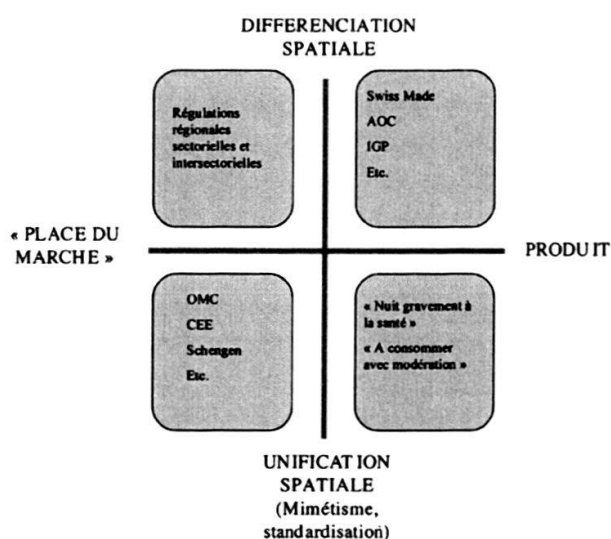 DIFFERENCIATION
SPATIALE
Régulations
régionales
sectorielles et
intersectorielles
Swiss Made
AOC
IGP
Etc.
« PLACE DU
MARCHE »
PRODUIT
OMC
CEE
Schengen
Etc.
« Nuit gravement à
la santé »
« A consommer
avec modération »
UNIFICATION
SPATIALE
(Mimétisme,
standardisation)